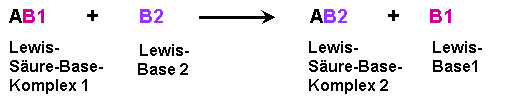 AB1 + B2 → AB2 + B1
Lewis-
Säure-Base-
Komplex 1
Lewis-
Base 2
Lewis-
Säure-Base-
Komplex 2
Lewis-
Base1